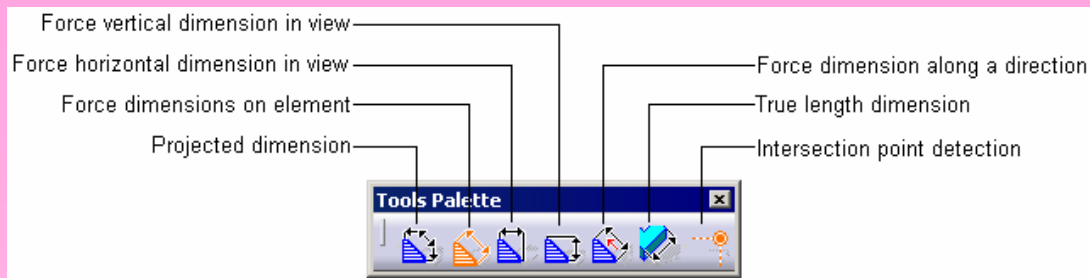 Force vertical dimension in view
Force horizontal dimension in view
Force dimensions on element
Projected dimension
Force dimension along a direction
True length dimension
Intersection point detection
Tools Palette